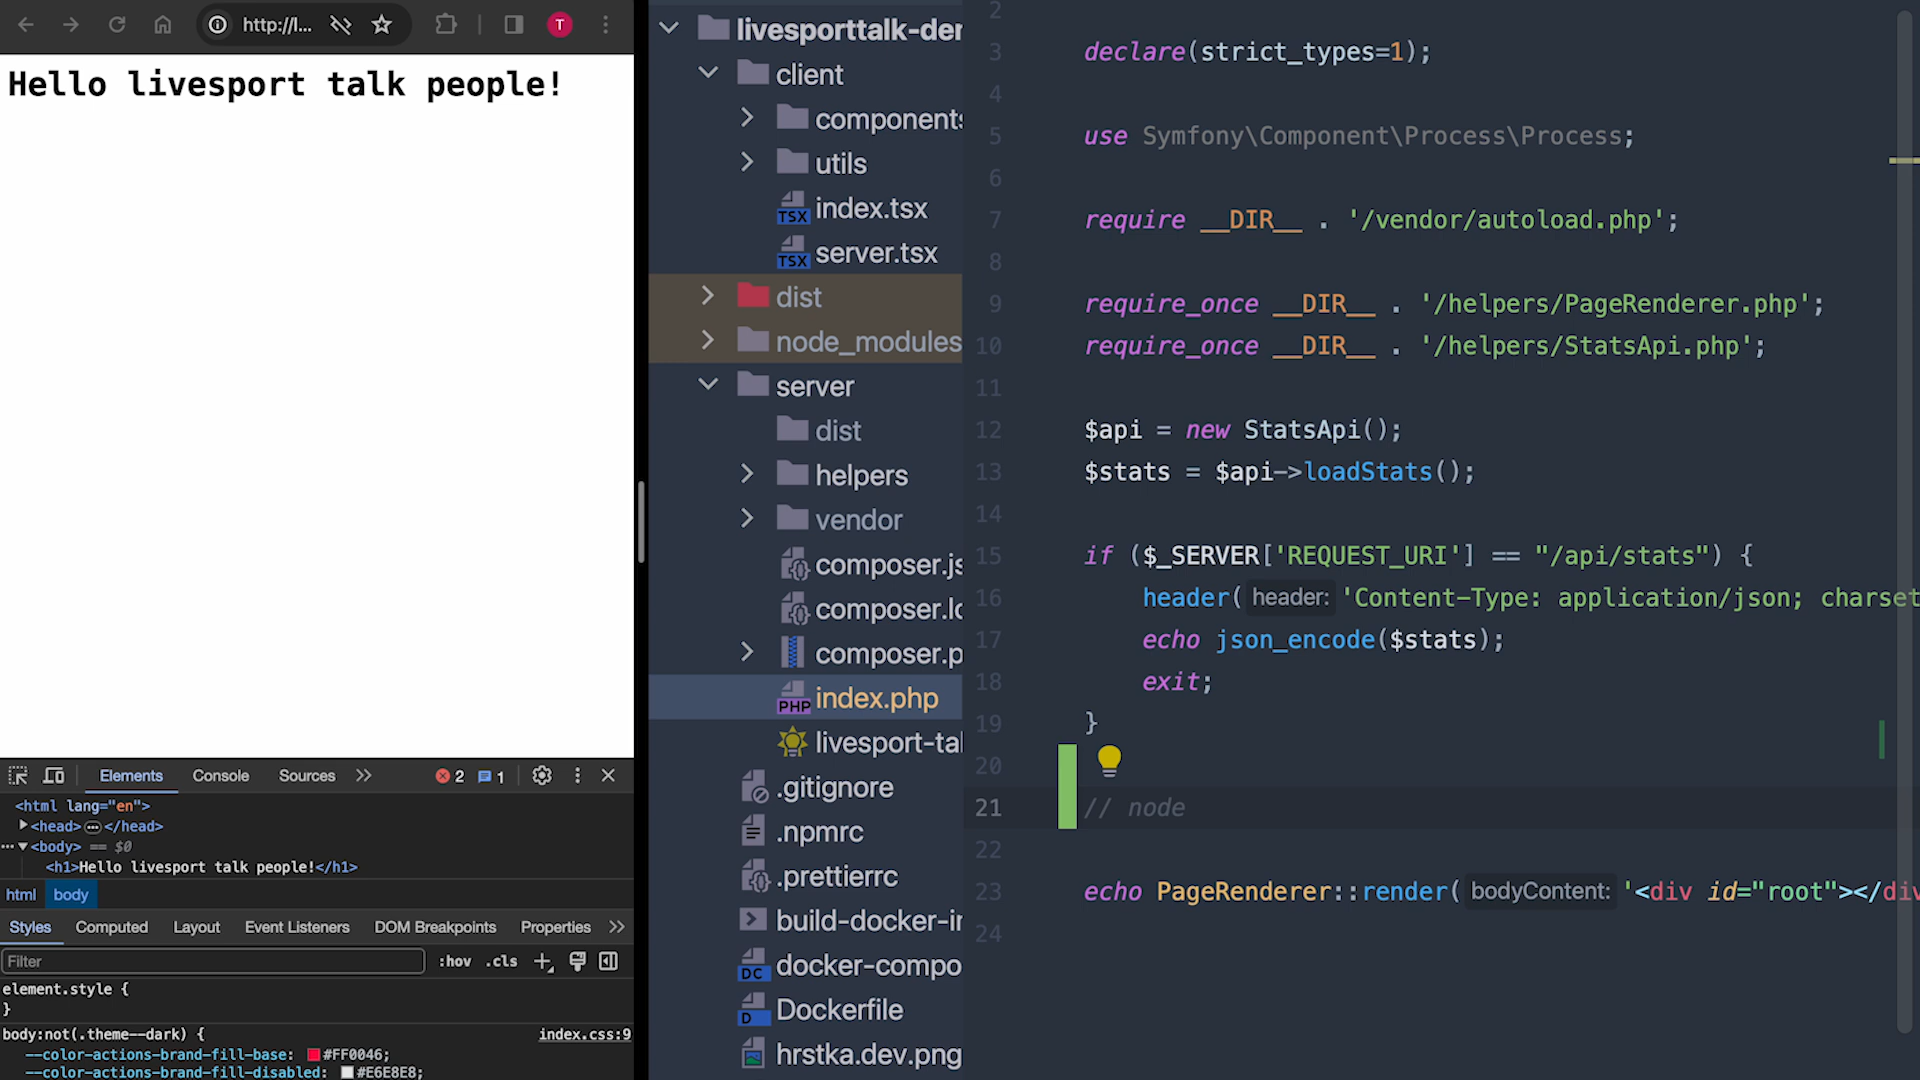 http://l...
T
Hello livesport talk people!
Elements
Console
Sources
2
1
<html lang="en">
<head> </head>
<body> == $0
<h1>Hello livesport talk people!</h1>
html
body
Styles
Computed
Layout
Event Listeners
DOM Breakpoints
Properties
Filter
:hov
.cls
element.style {
}
body:not(.theme--dark) {
index.css:9
--color-actions-brand-fill-base: #FF0046;
--color-actions-brand-fill-disabled: #E6E8E8;
livesporttalk-der
client
components
utils
TSX index.tsx
TSX server.tsx
dist
node_modules
server
dist
helpers
vendor
composer.js
composer.lo
composer.p
PHP index.php
livesport-tal
.gitignore
.npmrc
.prettierrc
build-docker-in
DC docker-compo
D Dockerfile
hrstka.dev.png
2
3 declare(strict_types=1);
4
5 use Symfony\Component\Process\Process;
6
7 require __DIR__ . '/vendor/autoload.php';
8
9 require_once __DIR__ . '/helpers/PageRenderer.php';
10 require_once __DIR__ . '/helpers/StatsApi.php';
11
12 $api = new StatsApi();
13 $stats = $api->loadStats();
14
15 if ($_SERVER['REQUEST_URI'] == "/api/stats") {
16 header( header: 'Content-Type: application/json; charset
17 echo json_encode($stats);
18 exit;
19 }
20
21 // node
22
23 echo PageRenderer::render( bodyContent: '<div id="root"></div
24